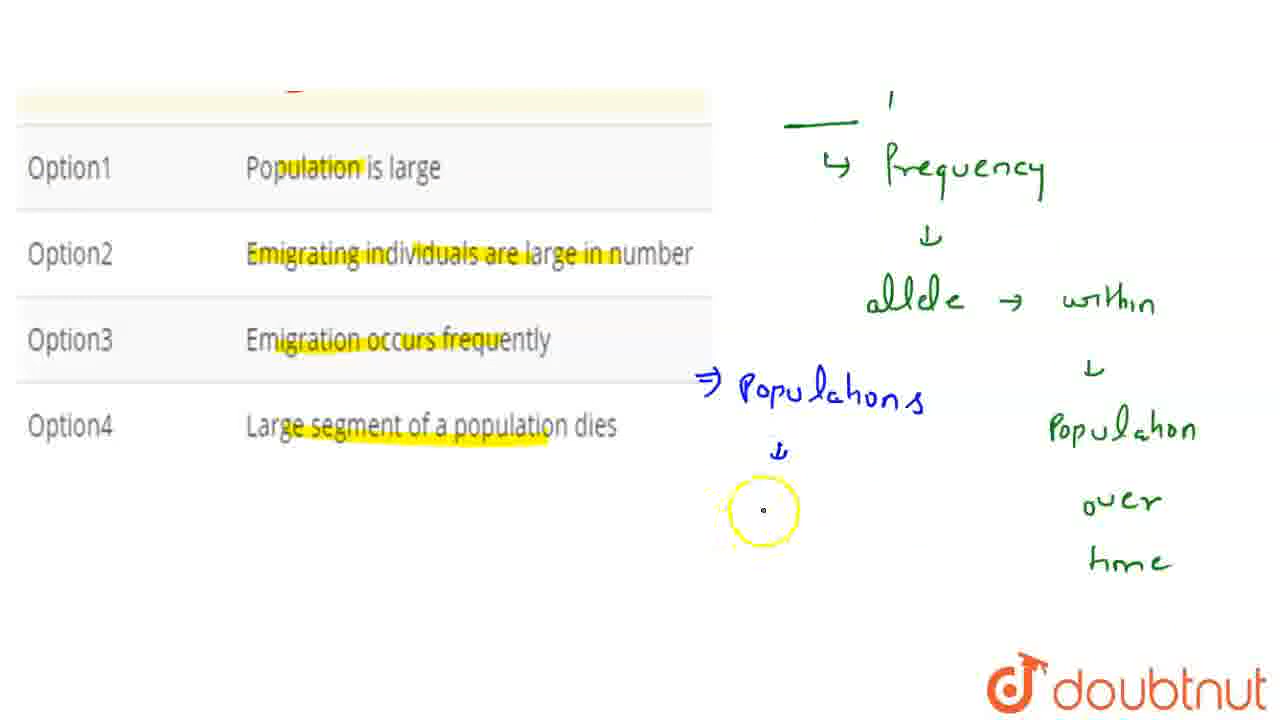 Option1 Population is large
Option2 Emigrating individuals are large in number
Option3 Emigration occurs frequently
Option4 Large segment of a population dies
↳ frequency
↓
allele → within
↓
Population
over
time
⇒ Populations
↓
doubtnut